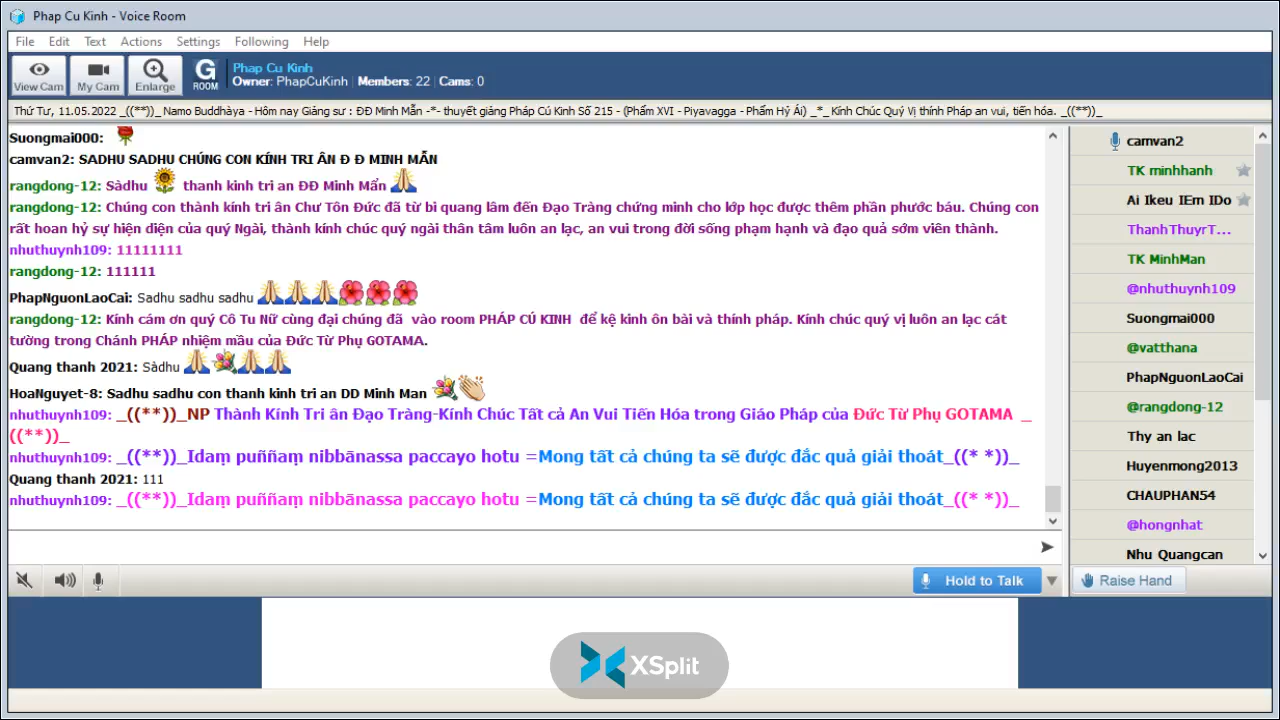 Phap Cu Kinh - Voice Room
File Edit Text Actions Settings Following Help
View Cam My Cam Enlarge G ROOM
Phap Cu Kinh
Owner: PhapCuKinh | Members: 22 | Cams: 0
Thứ Tư, 11.05.2022 _((**))_ Namo Buddhàya - Hôm nay Giảng sư : ĐĐ Minh Mẫn -*- thuyết giảng Pháp Cú Kinh Số 215 - (Phẩm XVI - Piyavagga - Phẩm Hỷ Ái) _*_ Kính Chúc Quý Vị thính Pháp an vui, tiến hóa. _((**))_
Suongmai000:
camvan2: SADHU SADHU CHÚNG CON KÍNH TRI ÂN Đ Đ MINH MẪN
rangdong-12: Sàdhu thanh kinh tri an ĐĐ Minh Mẩn
rangdong-12: Chúng con thành kính tri ân Chư Tôn Đức đã từ bi quang lâm đến Đạo Tràng chứng minh cho lớp học được thêm phần phước báu. Chúng con
rất hoan hý sự hiện diện của quý Ngài, thành kính chúc quý ngài thân tâm luôn an lạc, an vui trong đời sống phạm hạnh và đạo quả sớm viên thành.
nhuthuynh109: 11111111
rangdong-12: 111111
PhapNguonLaoCai: Sadhu sadhu sadhu
rangdong-12: Kính cám ơn quý Cô Tu Nữ cùng đại chúng đã vào room PHÁP CÚ KINH để kệ kinh ôn bài và thính pháp. Kính chúc quý vị luôn an lạc cát
tường trong Chánh PHÁP nhiệm mầu của Đức Từ Phụ GOTAMA.
Quang thanh 2021: Sàdhu
HoaNguyet-8: Sadhu sadhu con thanh kinh tri an DD Minh Man
nhuthuynh109: _((**))_NP Thành Kính Tri ân Đạo Tràng-Kính Chúc Tất cả An Vui Tiến Hóa trong Giáo Pháp của Đức Từ Phụ GOTAMA _
((**))_
nhuthuynh109: _((**))_Idaṃ puññaṃ nibbānassa paccayo hotu =Mong tất cả chúng ta sẽ được đắc quả giải thoát_((* *))_
Quang thanh 2021: 111
nhuthuynh109: _((**))_Idaṃ puññaṃ nibbānassa paccayo hotu =Mong tất cả chúng ta sẽ được đắc quả giải thoát_((* *))_
Hold to Talk
camvan2
TK minhhanh
Ai Ikeu IEm IDo
ThanhThuyrT...
TK MinhMan
@nhuthuynh109
Suongmai000
@vatthana
PhapNguonLaoCai
@rangdong-12
Thy an lac
Huyenmong2013
CHAUPHAN54
@hongnhat
Nhu Quangcan
Raise Hand
XSplit